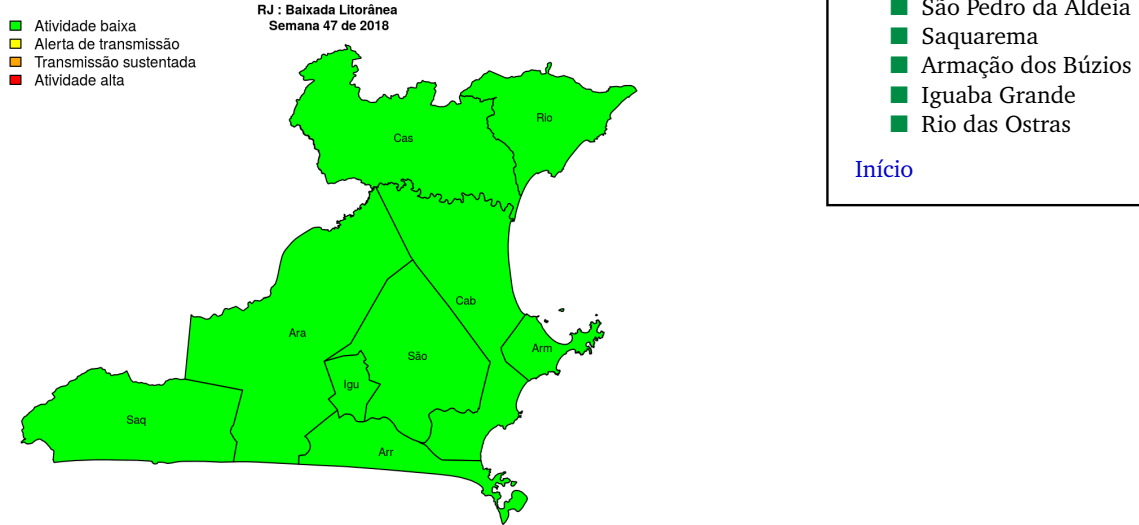 RJ : Baixada Litorânea
Semana 47 de 2018
Atividade baixa
Alerta de transmissão
Transmissão sustentada
Atividade alta
Rio
Cas
Cab
Ara
Arm
São
Igu
Saq
Arr
São Pedro da Aldeia
Saquarema
Armação dos Búzios
Iguaba Grande
Rio das Ostras
Início